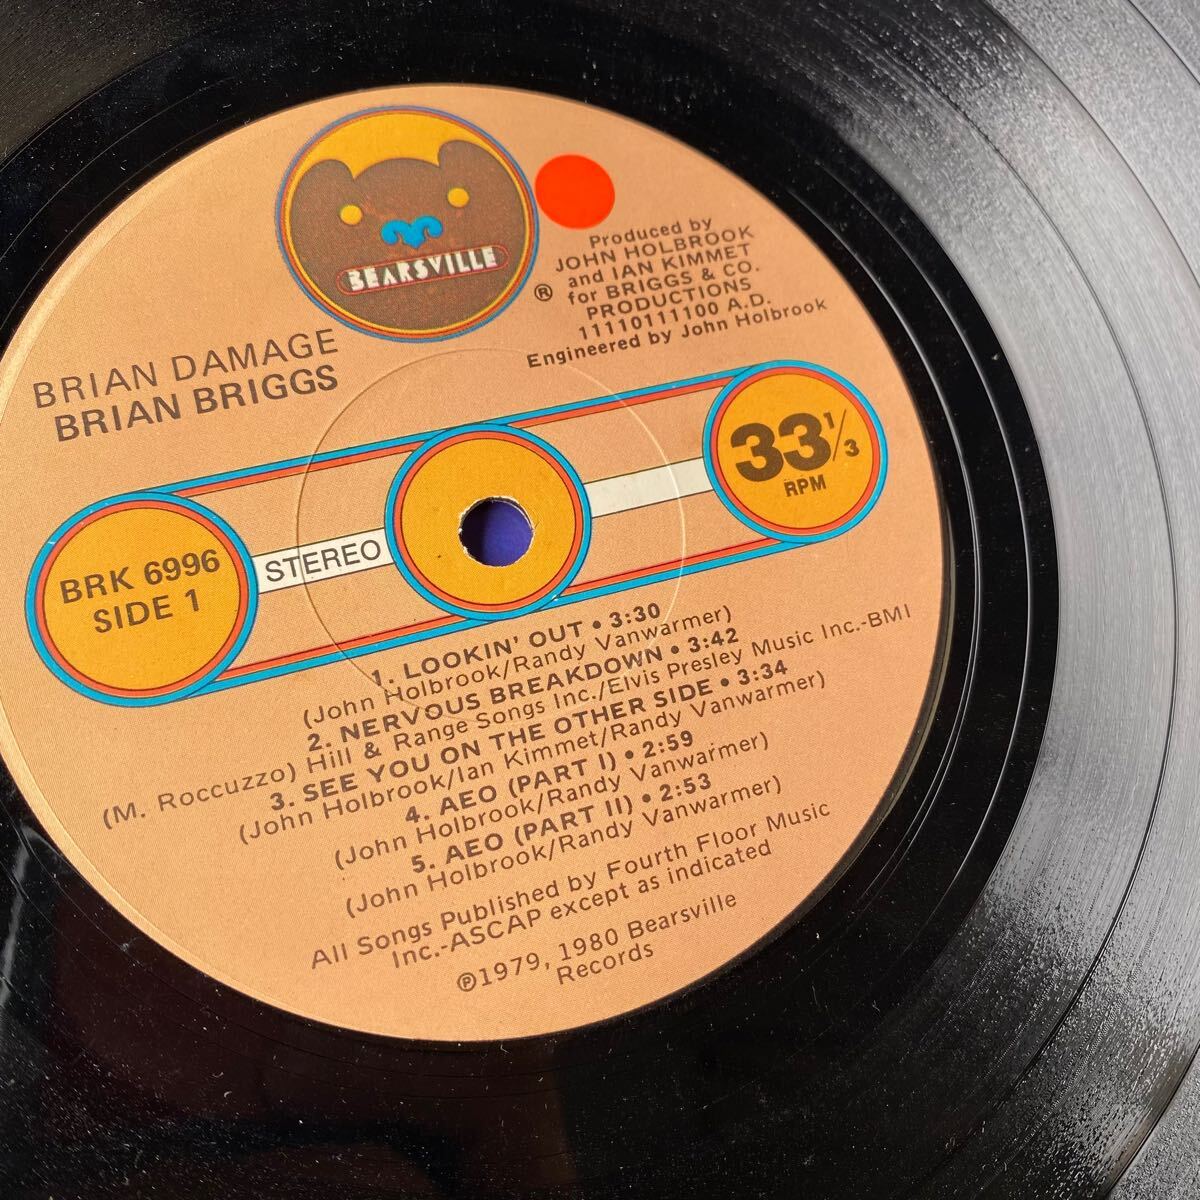 BEARSVILLE
®
Produced by
JOHN HOLBROOK
and IAN KIMMET
for BRIGGS & CO.
PRODUCTIONS
11110111100 A.D.
Engineered by John Holbrook
BRIAN DAMAGE
BRIAN BRIGGS
33 1/3
RPM
BRK 6996
SIDE 1
STEREO
1. LOOKIN' OUT • 3:30
(John Holbrook/Randy Vanwarmer)
2. NERVOUS BREAKDOWN • 3:42
(M. Roccuzzo) Hill & Range Songs Inc./Elvis Presley Music Inc.-BMI
3. SEE YOU ON THE OTHER SIDE • 3:34
(John Holbrook/Ian Kimmet/Randy Vanwarmer)
4. AEO (PART I) • 2:59
(John Holbrook/Randy Vanwarmer)
5. AEO (PART II) • 2:53
(John Holbrook/Randy Vanwarmer)
All Songs Published by Fourth Floor Music
Inc.-ASCAP except as indicated
℗1979, 1980 Bearsville
Records